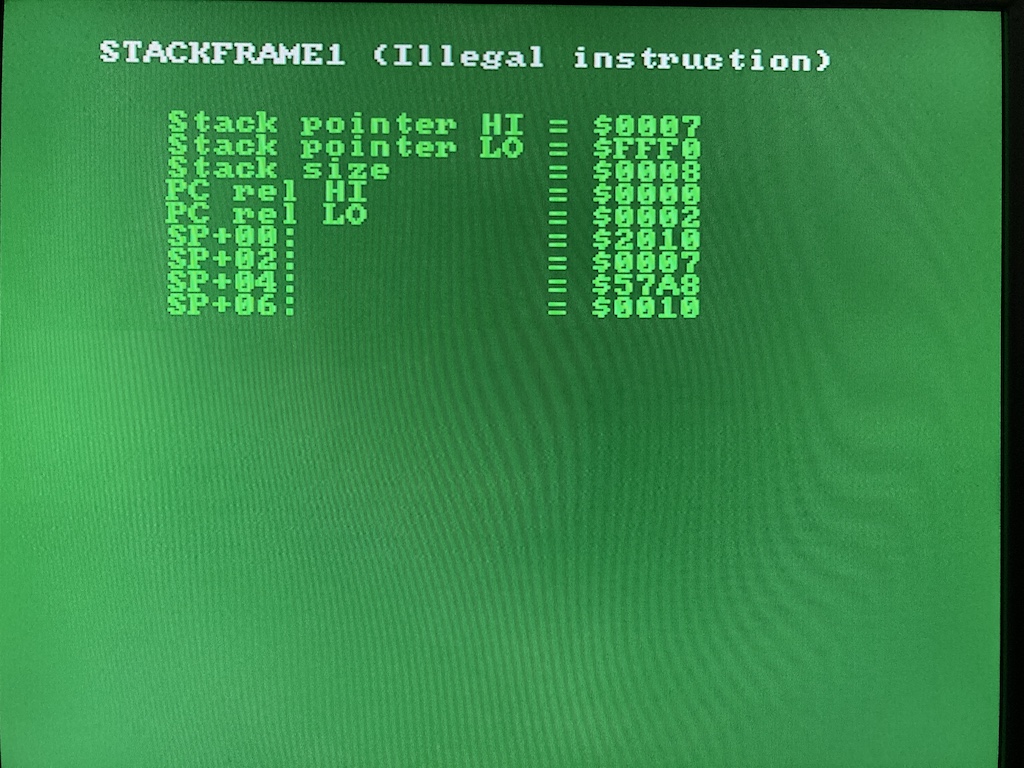 STACKFRAME1 (Illegal instruction)
Stack pointer HI = $0007
Stack pointer LO = $FFF0
Stack size = $0008
PC rel HI = $0000
PC rel LO = $0002
SP+00: = $2010
SP+02: = $0007
SP+04: = $57A8
SP+06: = $0010